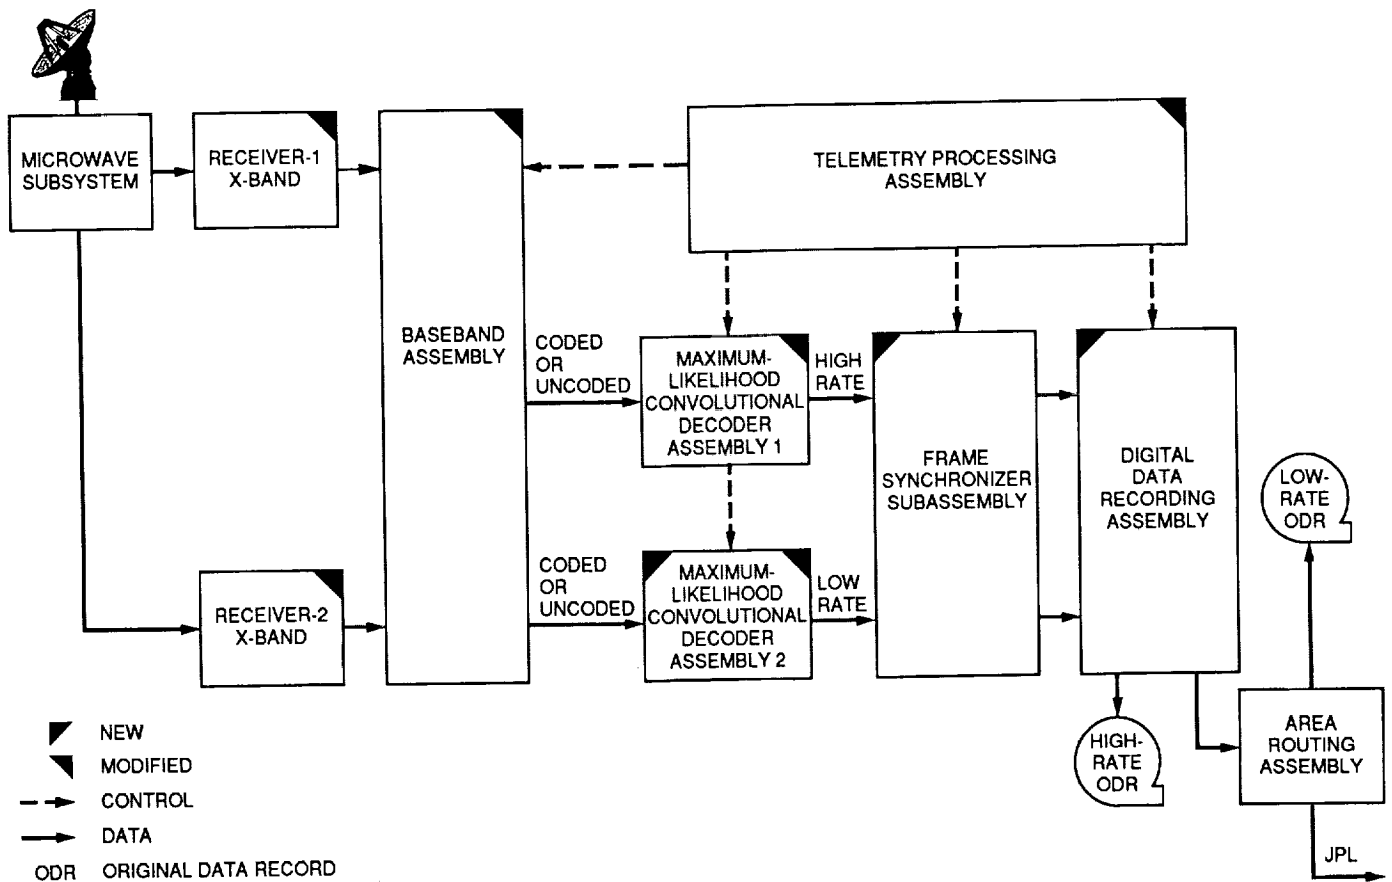 MICROWAVE
SUBSYSTEM
RECEIVER-1
X-BAND
BASEBAND
ASSEMBLY
TELEMETRY PROCESSING
ASSEMBLY
CODED
OR
UNCODED
MAXIMUM-
LIKELIHOOD
CONVOLUTIONAL
DECODER
ASSEMBLY 1
HIGH
RATE
FRAME
SYNCHRONIZER
SUBASSEMBLY
DIGITAL
DATA
RECORDING
ASSEMBLY
LOW-
RATE
ODR
RECEIVER-2
X-BAND
CODED
OR
UNCODED
MAXIMUM-
LIKELIHOOD
CONVOLUTIONAL
DECODER
ASSEMBLY 2
LOW
RATE
HIGH-
RATE
ODR
AREA
ROUTING
ASSEMBLY
JPL
NEW
MODIFIED
CONTROL
DATA
ODR ORIGINAL DATA RECORD